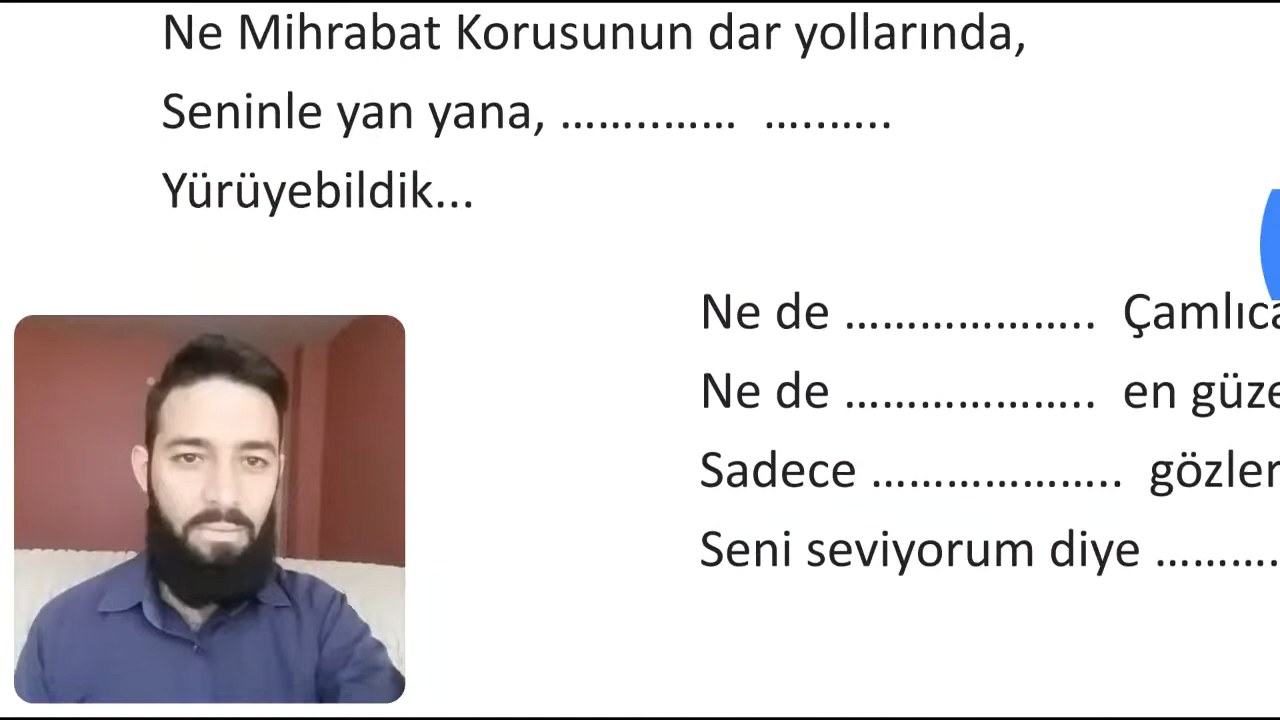 Ne Mihrabat Korusunun dar yollarında,
Seninle yan yana, …….…… ….…..
Yürüyebildik...
Ne de ……………….. Çamlıca
Ne de ……………….. en güze
Sadece ……………….. gözler
Seni seviyorum diye ……….